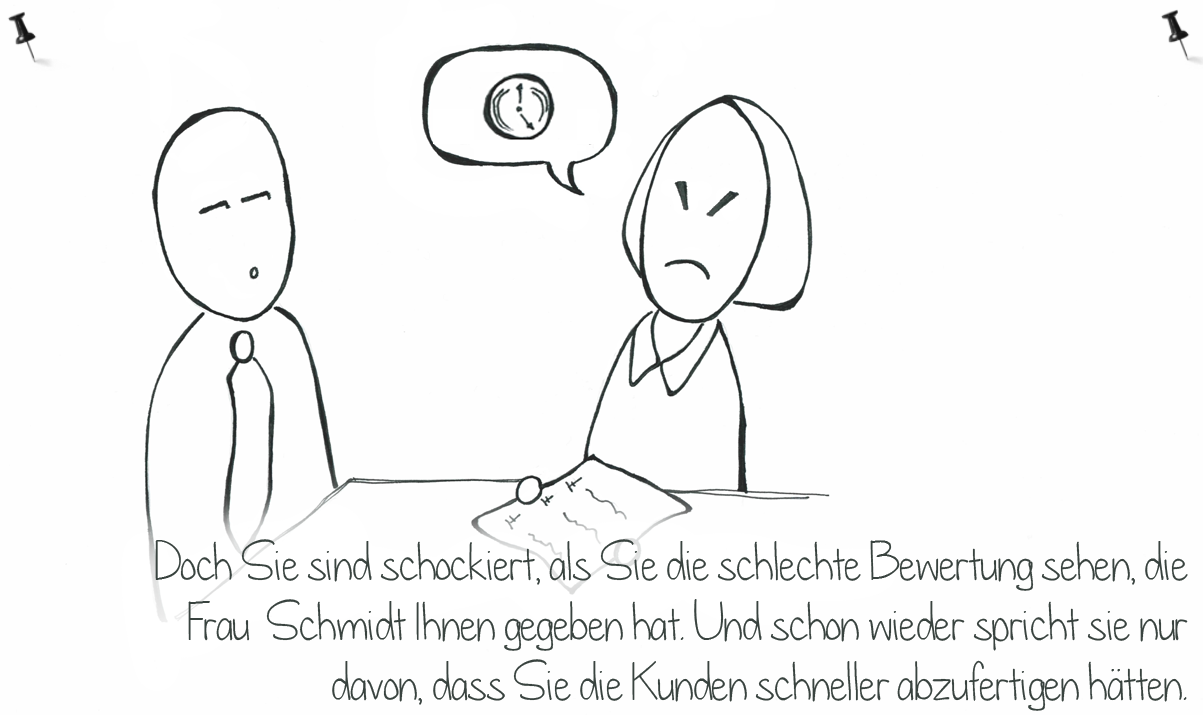 Doch Sie sind schockiert, als Sie die schlechte Bewertung sehen, die
Frau Schmidt Ihnen gegeben hat. Und schon wieder spricht sie nur
davon, dass Sie die Kunden schneller abzufertigen hätten.